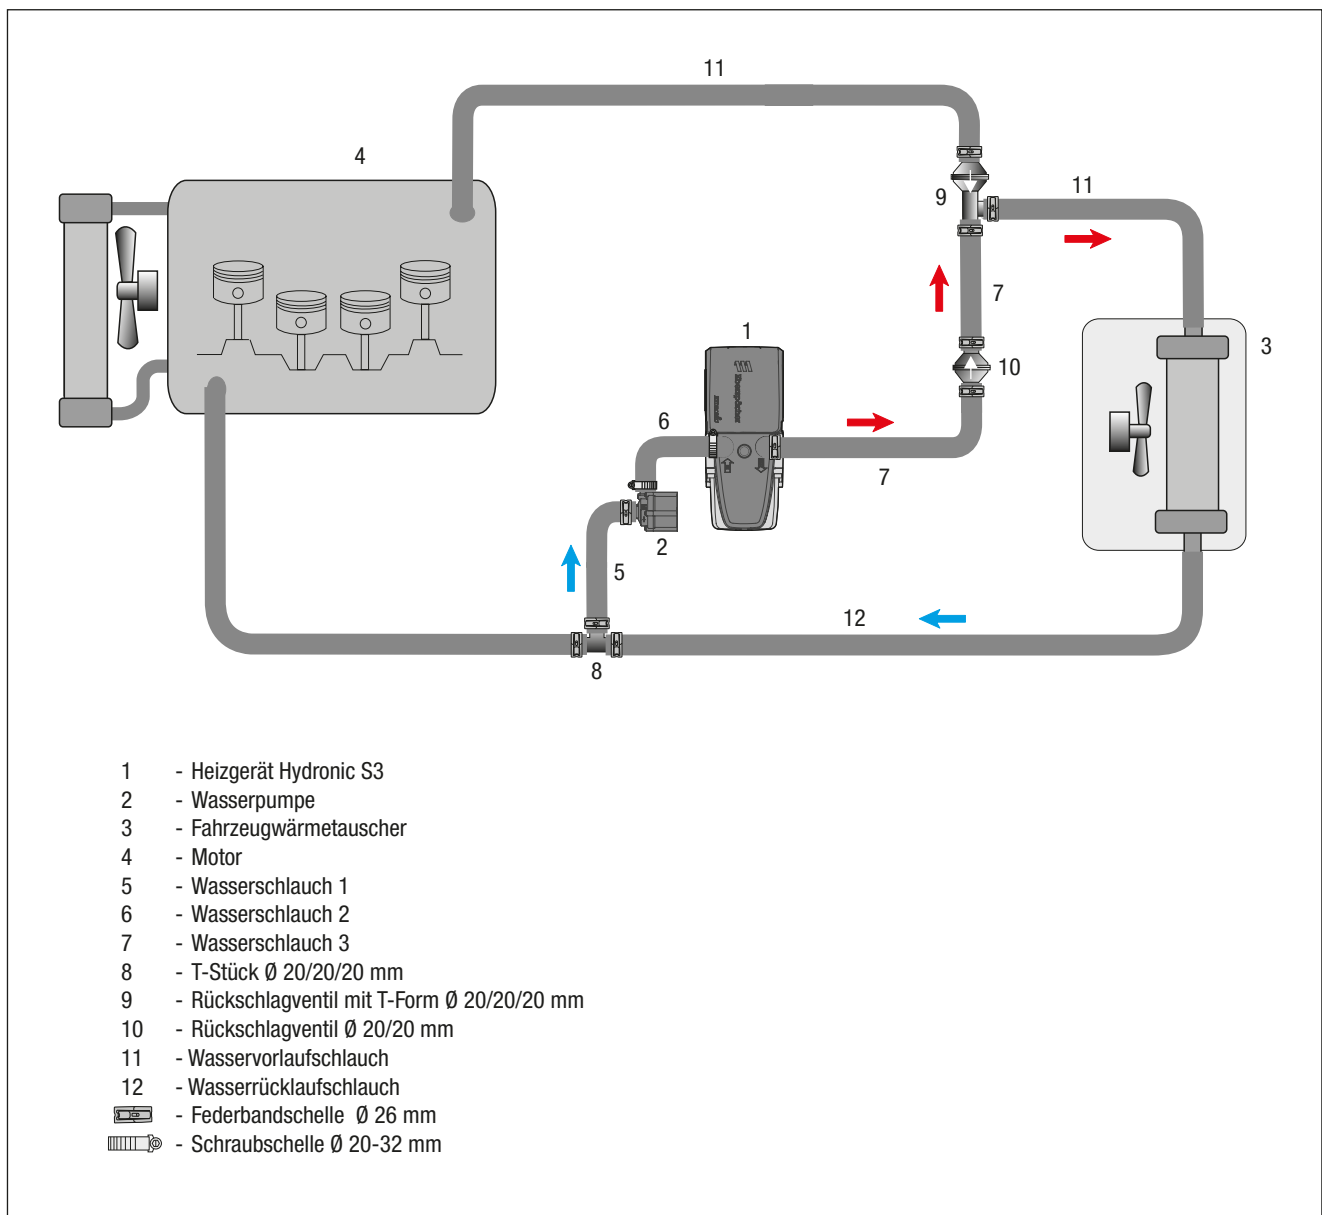 11
4
9
11
7
1
3
10
6
7
2
5
12
8
Eberspächer
1 - Heizgerät Hydronic S3
2 - Wasserpumpe
3 - Fahrzeugwärmetauscher
4 - Motor
5 - Wasserschlauch 1
6 - Wasserschlauch 2
7 - Wasserschlauch 3
8 - T-Stück Ø 20/20/20 mm
9 - Rückschlagventil mit T-Form Ø 20/20/20 mm
10 - Rückschlagventil Ø 20/20 mm
11 - Wasservorlaufschlauch
12 - Wasserrücklaufschlauch
- Federbandschelle Ø 26 mm
- Schraubschelle Ø 20-32 mm